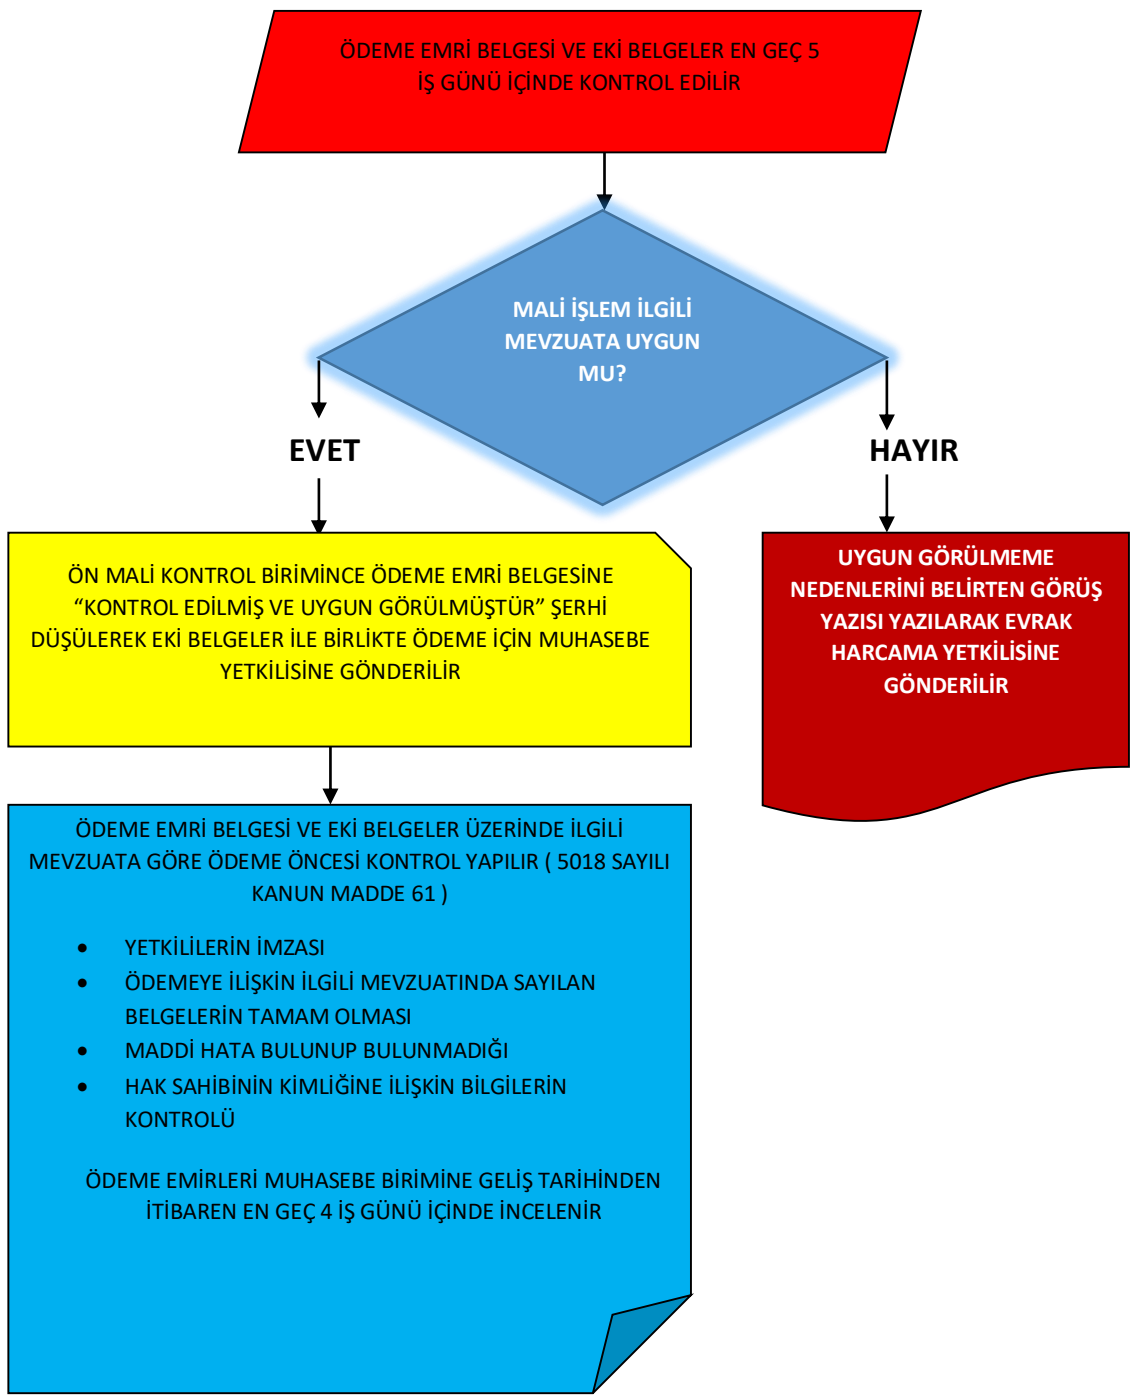 ÖDEME EMRİ BELGESİ VE EKİ BELGELER EN GEÇ 5
İŞ GÜNÜ İÇİNDE KONTROL EDİLİR
MALİ İŞLEM İLGİLİ
MEVZUATA UYGUN
MU?
EVET
HAYIR
ÖN MALİ KONTROL BİRİMİNCE ÖDEME EMRİ BELGESİNE
“KONTROL EDİLMİŞ VE UYGUN GÖRÜLMÜŞTÜR” ŞERHİ
DÜŞÜLEREK EKİ BELGELER İLE BİRLİKTE ÖDEME İÇİN MUHASEBE
YETKİLİSİNE GÖNDERİLİR
UYGUN GÖRÜLMEME
NEDENLERİNİ BELİRTEN GÖRÜŞ
YAZISI YAZILARAK EVRAK
HARCAMA YETKİLİSİNE
GÖNDERİLİR
ÖDEME EMRİ BELGESİ VE EKİ BELGELER ÜZERİNDE İLGİLİ
MEVZUATA GÖRE ÖDEME ÖNCESİ KONTROL YAPILIR ( 5018 SAYILI
KANUN MADDE 61 )
• YETKİLİLERİN İMZASI
• ÖDEMEYE İLİŞKİN İLGİLİ MEVZUATINDA SAYILAN
BELGELERİN TAMAM OLMASI
• MADDİ HATA BULUNUP BULUNMADIĞI
• HAK SAHİBİNİN KİMLİĞİNE İLİŞKİN BİLGİLERİN
KONTROLÜ
ÖDEME EMİRLERİ MUHASEBE BİRİMİNE GELİŞ TARİHİNDEN
İTİBAREN EN GEÇ 4 İŞ GÜNÜ İÇİNDE İNCELENİR